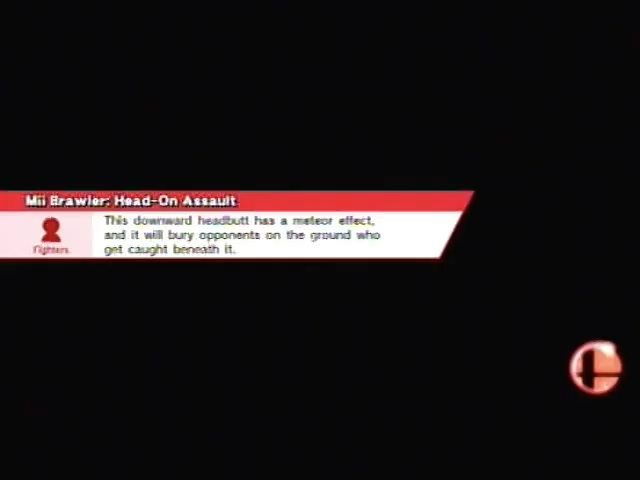 Mii Brawler: Head-On Assault
This downward headbutt has a meteor effect,
and it will bury opponents on the ground who
get caught beneath it.
Fighters